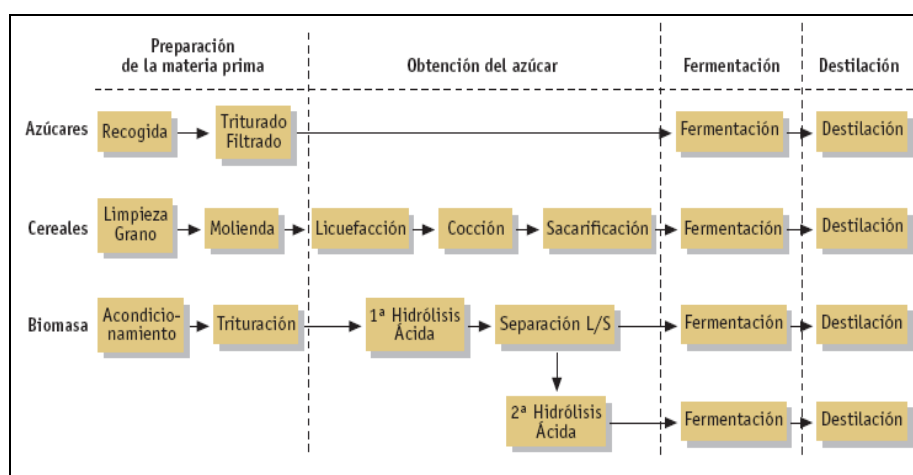 Preparación
de la materia prima
Obtención del azúcar
Fermentación
Destilación
Azúcares
Recogida
Triturado
Filtrado
Fermentación
Destilación
Cereales
Limpieza
Grano
Molienda
Licuefacción
Cocción
Sacarificación
Fermentación
Destilación
Biomasa
Acondicio-
namiento
Trituración
1ª Hidrólisis
Ácida
Separación L/S
Fermentación
Destilación
2ª Hidrólisis
Ácida
Fermentación
Destilación